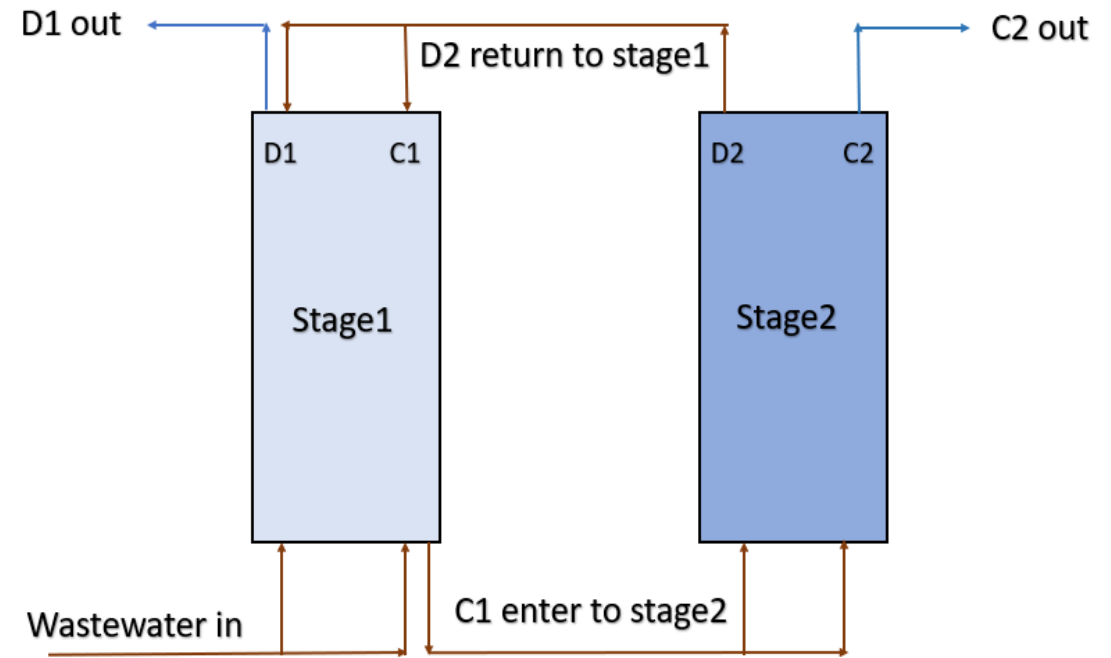 D1 out
D2 return to stage1
C2 out
D1
C1
D2
C2
Stage1
Stage2
Wastewater in
C1 enter to stage2